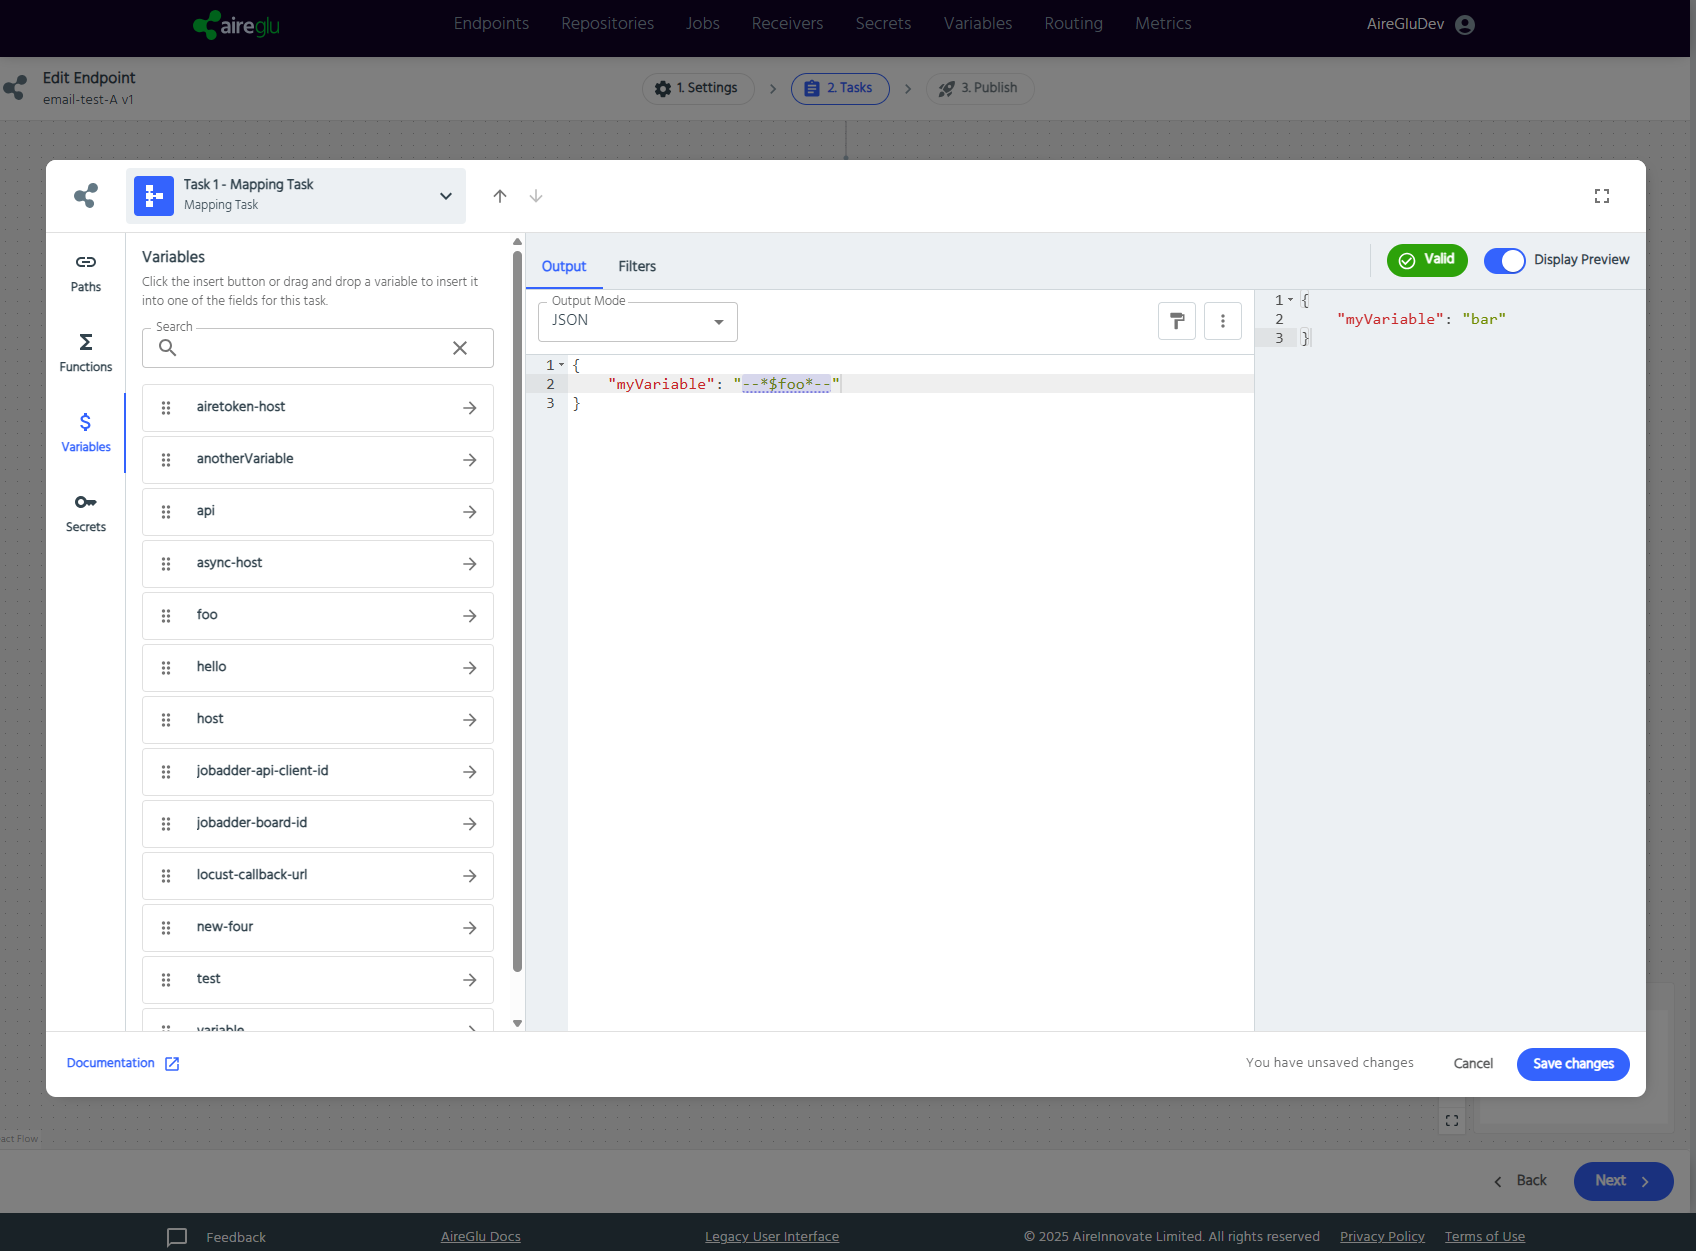 aireglu
Endpoints Repositories Jobs Receivers Secrets Variables Routing Metrics
AireGluDev
Edit Endpoint
email-test-A v1
1. Settings
2. Tasks
3. Publish
Task 1 - Mapping Task
Mapping Task
Paths
Functions
Variables
Secrets
Variables
Click the insert button or drag and drop a variable to insert it
into one of the fields for this task.
Search
airetoken-host
anotherVariable
api
async-host
foo
hello
host
jobadder-api-client-id
jobadder-board-id
locust-callback-url
new-four
test
variable
Output Filters
Valid
Display Preview
Output Mode
JSON
1 {
2 "myVariable": "--*$foo*--"
3 }
1 {
2 "myVariable": "bar"
3 }
Documentation
You have unsaved changes
Cancel
Save changes
act Flow
Back
Next
Feedback
AireGlu Docs
Legacy User Interface
© 2025 AireInnovate Limited. All rights reserved
Privacy Policy
Terms of Use